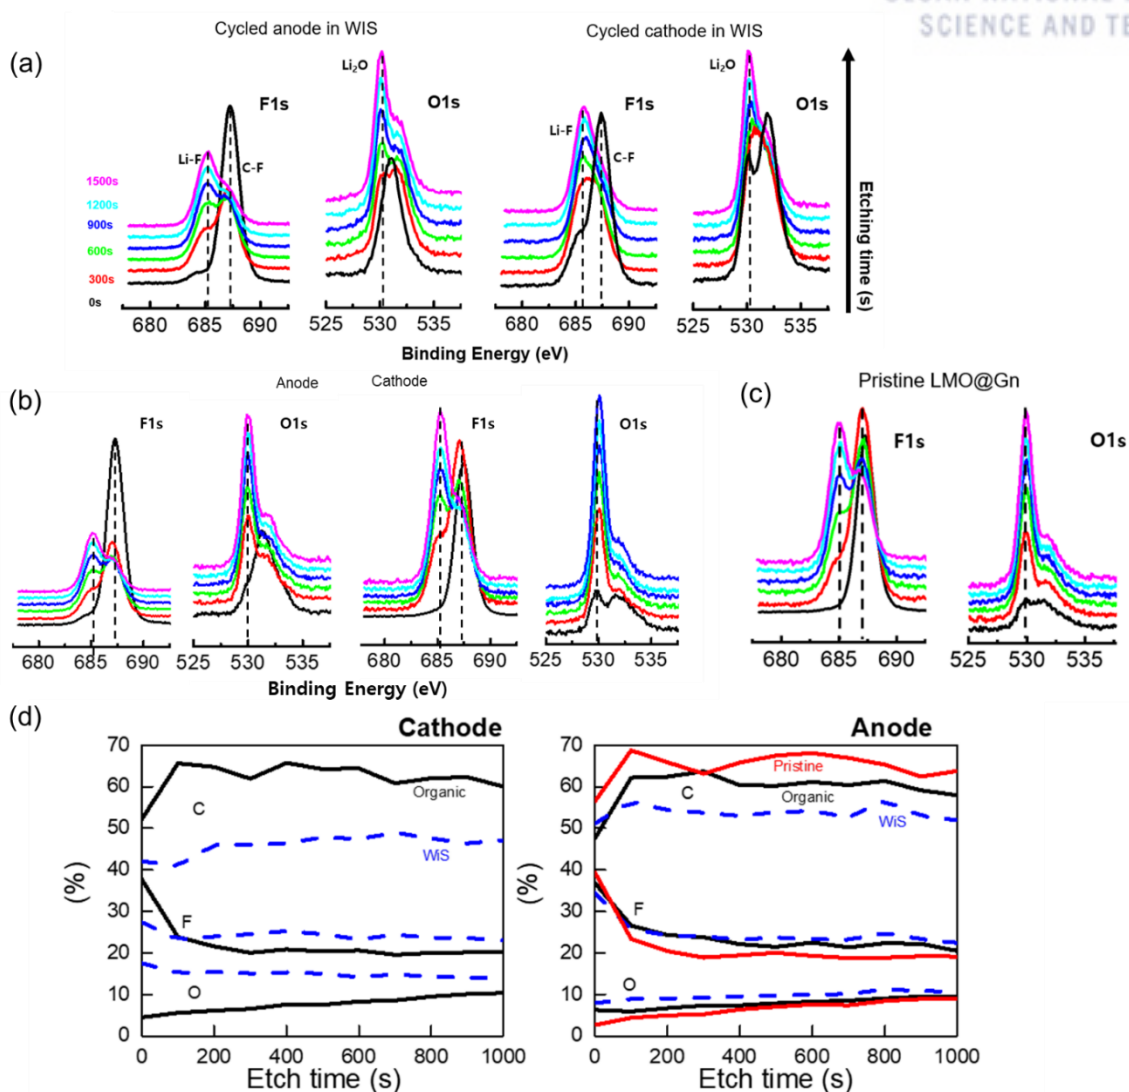 SCIENCE AND TE
Cycled anode in WIS
Cycled cathode in WIS
(a)
Li₂O
F1s
O1s
Li-F
C-F
Li₂O
F1s
O1s
Li-F
C-F
1500s
1200s
900s
600s
300s
0s
Etching time (s)
680 685 690
525 530 535
680 685 690
525 530 535
Binding Energy (eV)
(b)
Anode
Cathode
F1s
O1s
F1s
O1s
680 685 690
525 530 535
680 685 690
525 530 535
Binding Energy (eV)
(c)
Pristine LMO@Gn
F1s
O1s
680 685 690
525 530 535
(d)
Cathode
70
60
50
40
30
20
10
0
(%)
C
Organic
WiS
F
O
0 200 400 600 800 1000
Etch time (s)
Anode
70
60
50
40
30
20
10
0
(%)
Pristine
C
Organic
WiS
F
O
0 200 400 600 800 1000
Etch time (s)